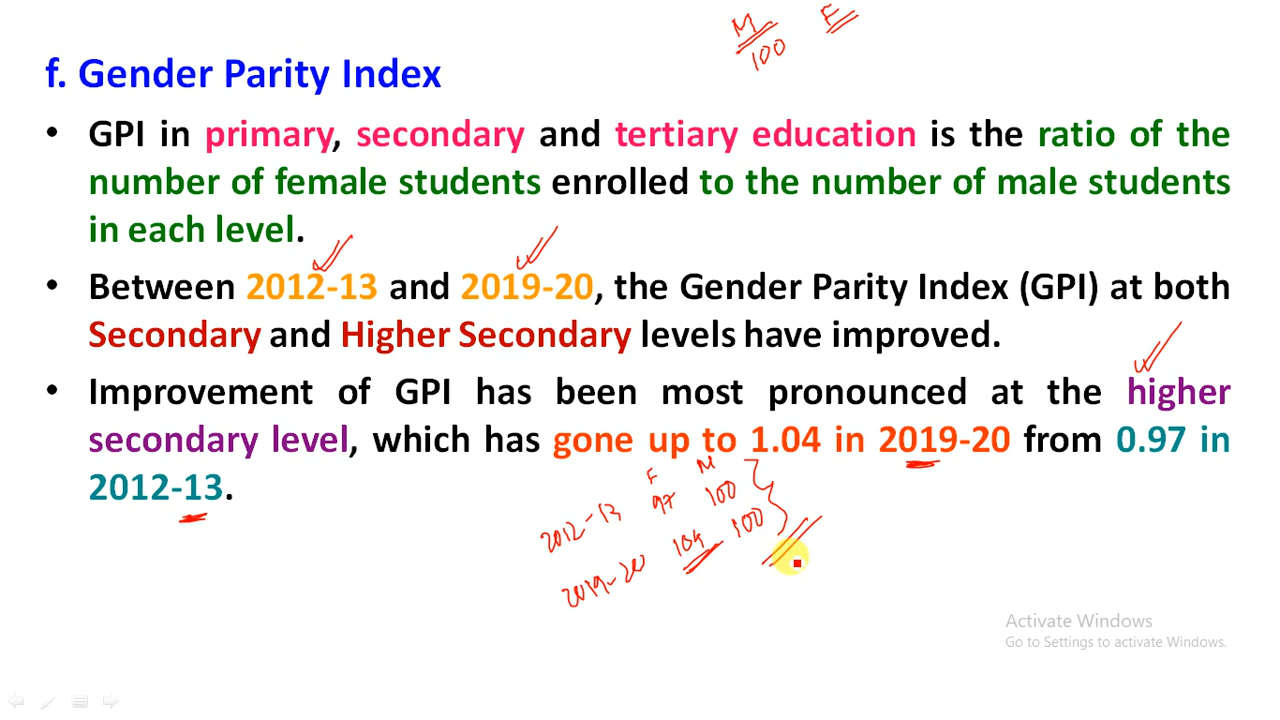 M F
100
f. Gender Parity Index
• GPI in primary, secondary and tertiary education is the ratio of the
number of female students enrolled to the number of male students
in each level.
• Between 2012-13 and 2019-20, the Gender Parity Index (GPI) at both
Secondary and Higher Secondary levels have improved.
• Improvement of GPI has been most pronounced at the higher
secondary level, which has gone up to 1.04 in 2019-20 from 0.97 in
2012-13.
F M
2012-13 97 100
2019-20 104 100
Activate Windows
Go to Settings to activate Windows.